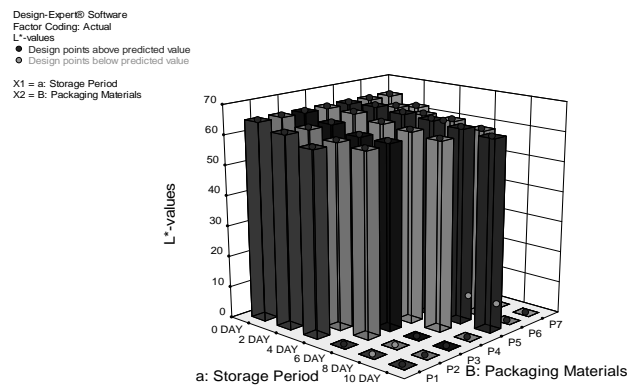 Design-Expert® Software
Factor Coding: Actual
L*-values
Design points above predicted value
Design points below predicted value
X1 = a: Storage Period
X2 = B: Packaging Materials
70
60
50
40
30
20
10
0
L*-values
0 DAY
2 DAY
4 DAY
6 DAY
8 DAY
10 DAY
a: Storage Period
P1
P2
P3
P4
P5
P6
P7
B: Packaging Materials